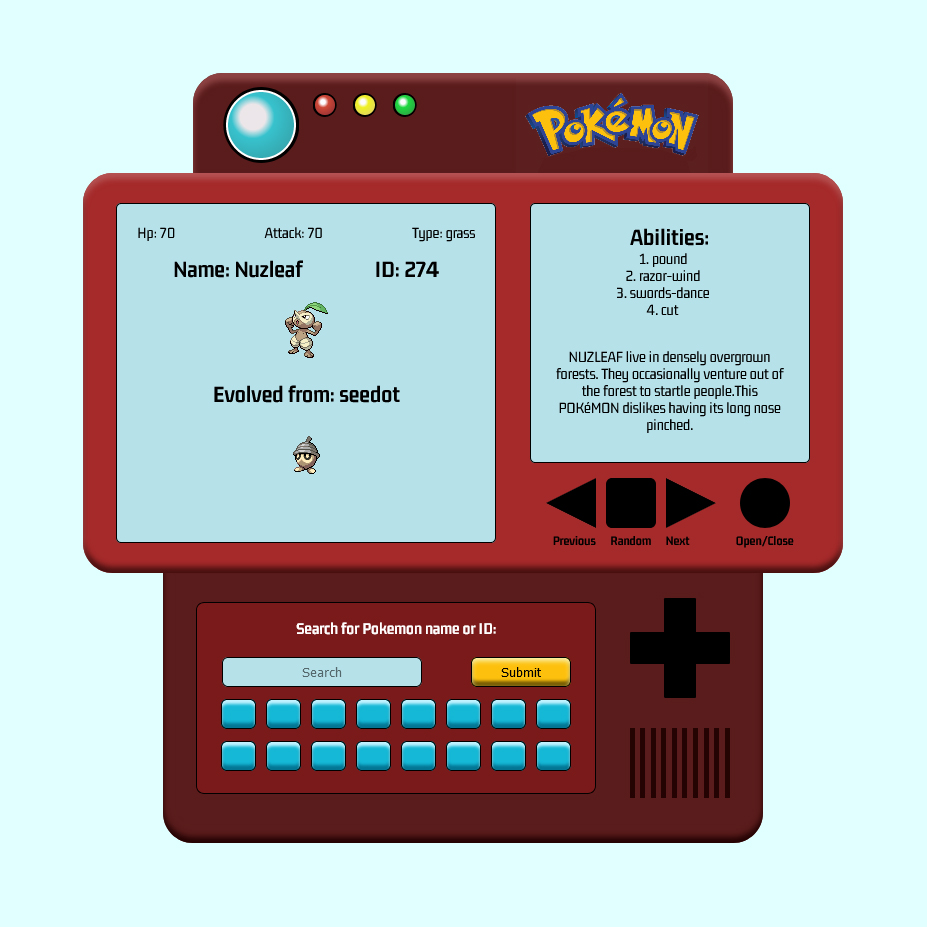 POKéMON
Hp: 70 Attack: 70 Type: grass
Name: Nuzleaf ID: 274
Evolved from: seedot
Abilities:
1. pound
2. razor-wind
3. swords-dance
4. cut
NUZLEAF live in densely overgrown
forests. They occasionally venture out of
the forest to startle people.This
POKéMON dislikes having its long nose
pinched.
Previous Random Next Open/Close
Search for Pokemon name or ID:
Search Submit